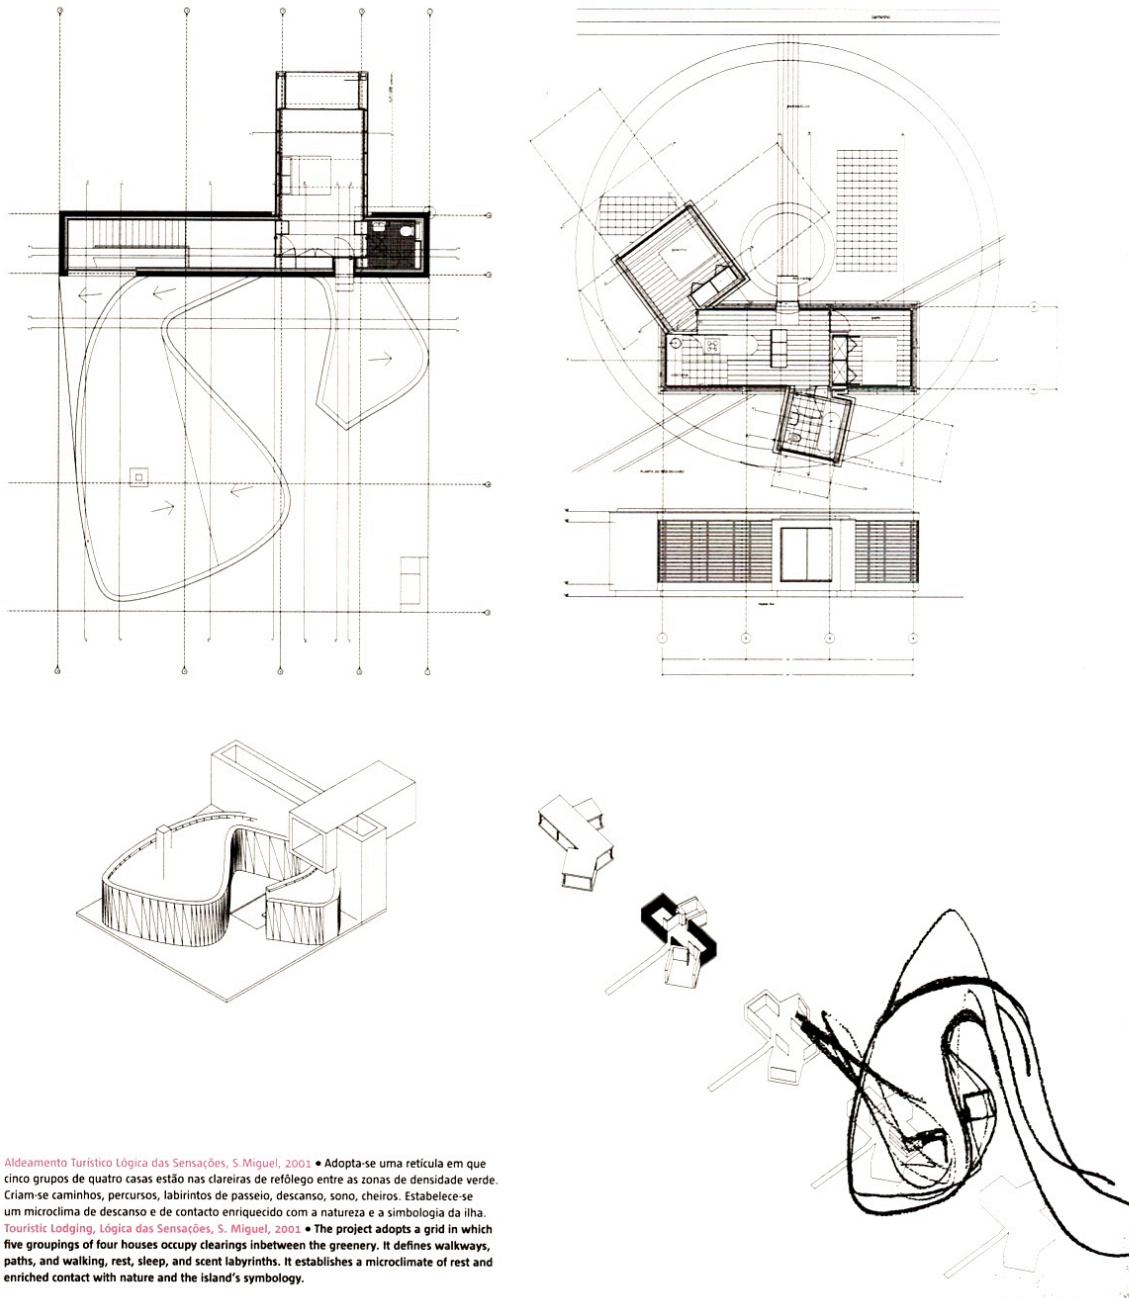 Aldeamento Turístico Lógica das Sensações, S.Miguel, 2001 • Adopta-se uma retícula em que
cinco grupos de quatro casas estão nas clareiras de refôlego entre as zonas de densidade verde.
Criam-se caminhos, percursos, labirintos de passeio, descanso, sono, cheiros. Estabelece-se
um microclima de descanso e de contacto enriquecido com a natureza e a simbologia da ilha.
Touristic Lodging, Lógica das Sensações, S. Miguel, 2001 • The project adopts a grid in which
five groupings of four houses occupy clearings inbetween the greenery. It defines walkways,
paths, and walking, rest, sleep, and scent labyrinths. It establishes a microclimate of rest and
enriched contact with nature and the island's symbology.